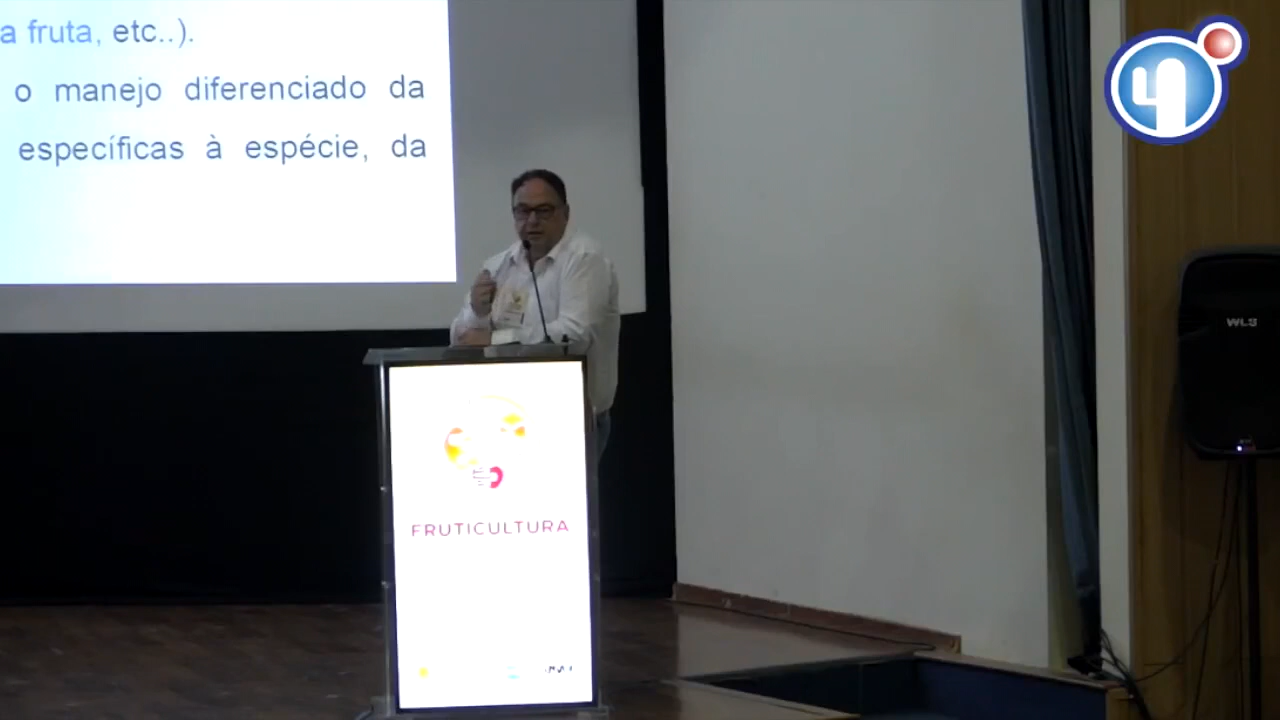 a fruta, etc..).
o manejo diferenciado da
específicas à espécie, da
FRUTICULTURA
WLS